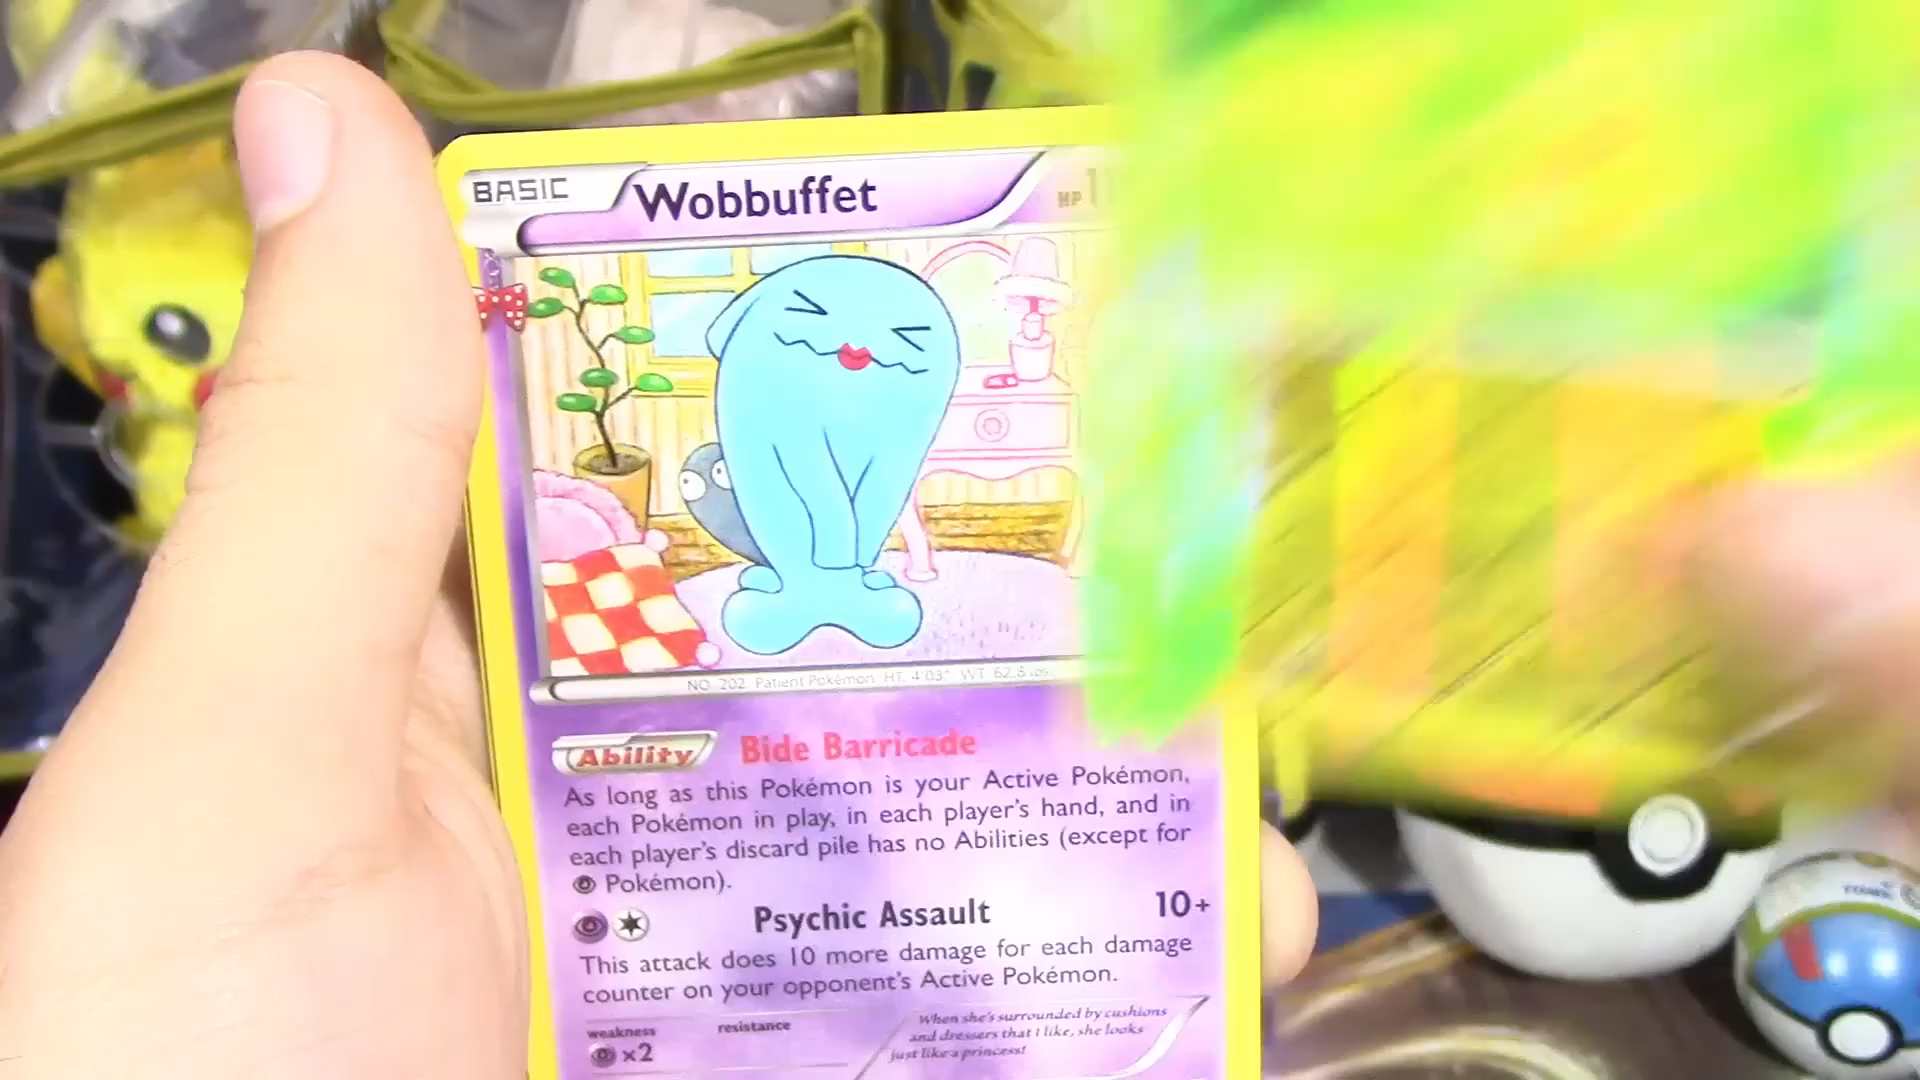 BASIC Wobbuffet HP
NO. 202 Patient Pokémon HT. 4'03" WT. 62.8 lbs.
Ability Bide Barricade
As long as this Pokémon is your Active Pokémon,
each Pokémon in play, in each player's hand, and in
each player's discard pile has no Abilities (except for
Pokémon).
Psychic Assault 10+
This attack does 10 more damage for each damage
counter on your opponent's Active Pokémon.
weakness resistance
×2
When she's surrounded by cushions
and dressers that I like, she looks
just like a princess!